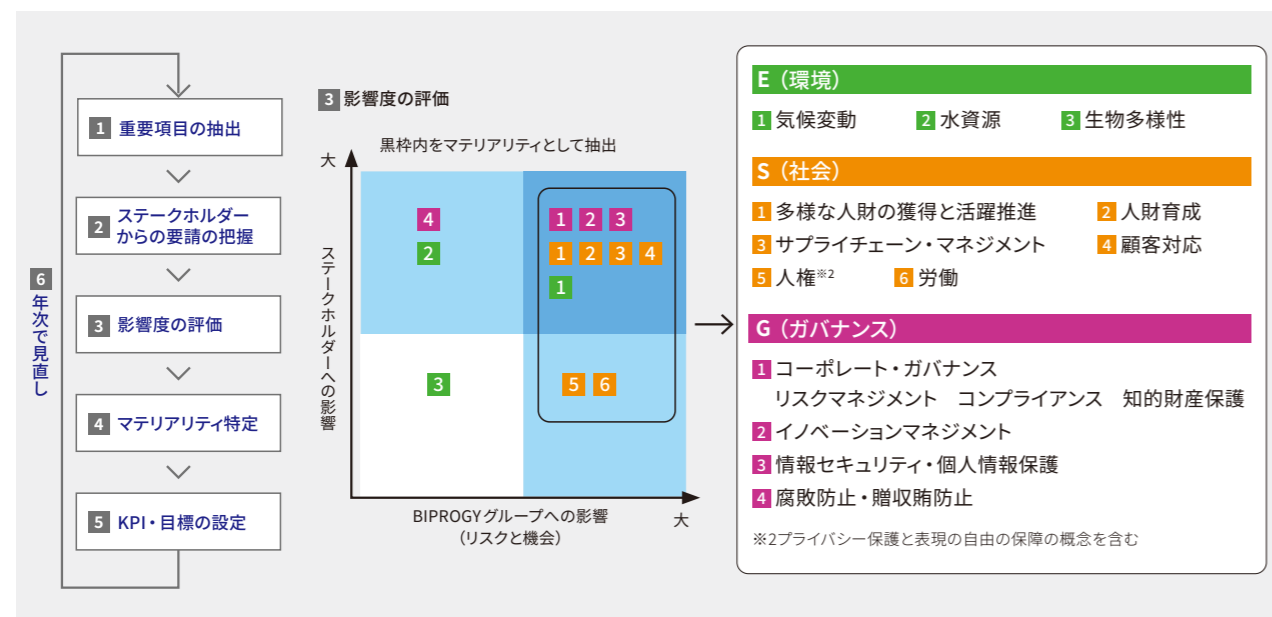 1 重要項目の抽出
2 ステークホルダー
からの要請の把握
3 影響度の評価
4 マテリアリティ特定
5 KPI・目標の設定
6 年次で見直し
3 影響度の評価
黒枠内をマテリアリティとして抽出
大
ステークホルダーへの影響
4
2
1 2 3
1 2 3 4
1
3
5 6
BIPROGYグループへの影響
(リスクと機会)
大
E(環境)
1 気候変動 2 水資源 3 生物多様性
S(社会)
1 多様な人財の獲得と活躍推進 2 人財育成
3 サプライチェーン・マネジメント 4 顧客対応
5 人権※2 6 労働
G(ガバナンス)
1 コーポレート・ガバナンス
リスクマネジメント コンプライアンス 知的財産保護
2 イノベーションマネジメント
3 情報セキュリティ・個人情報保護
4 腐敗防止・贈収賄防止
※2プライバシー保護と表現の自由の保障の概念を含む